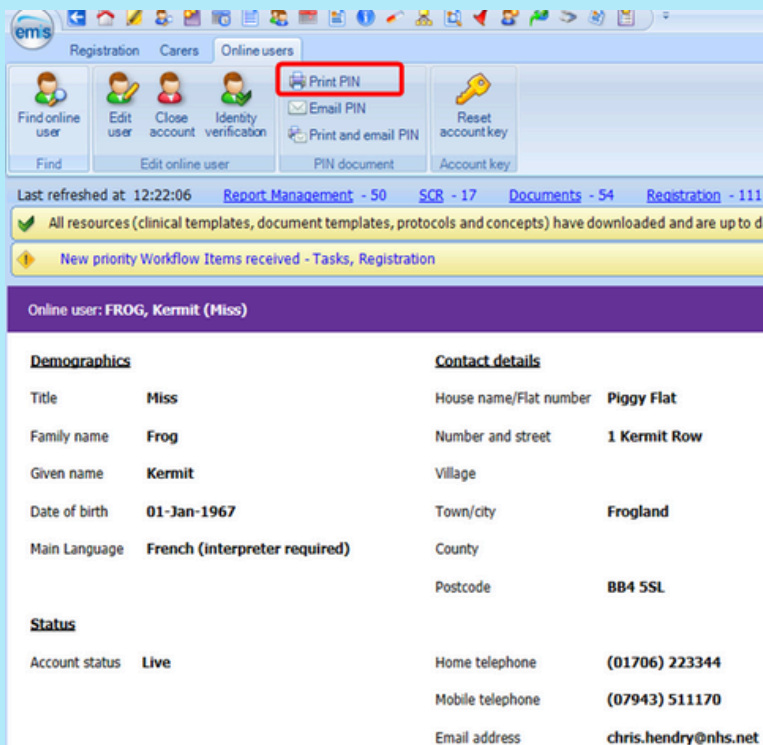 emis
Registration Carers Online users
Print PIN
Email PIN
Print and email PIN
Find online user
Edit user
Close account
Identity verification
Reset account key
Find Edit online user PIN document Account key
Last refreshed at 12:22:06 Report Management - 50 SCR - 17 Documents - 54 Registration - 111
All resources (clinical templates, document templates, protocols and concepts) have downloaded and are up to d
New priority Workflow Items received - Tasks, Registration
Online user: FROG, Kermit (Miss)
Demographics Contact details
Title Miss House name/Flat number Piggy Flat
Family name Frog Number and street 1 Kermit Row
Given name Kermit Village
Date of birth 01-Jan-1967 Town/city Frogland
Main Language French (interpreter required) County
Postcode BB4 5SL
Status
Account status Live Home telephone (01706) 223344
Mobile telephone (07943) 511170
Email address chris.hendry@nhs.net